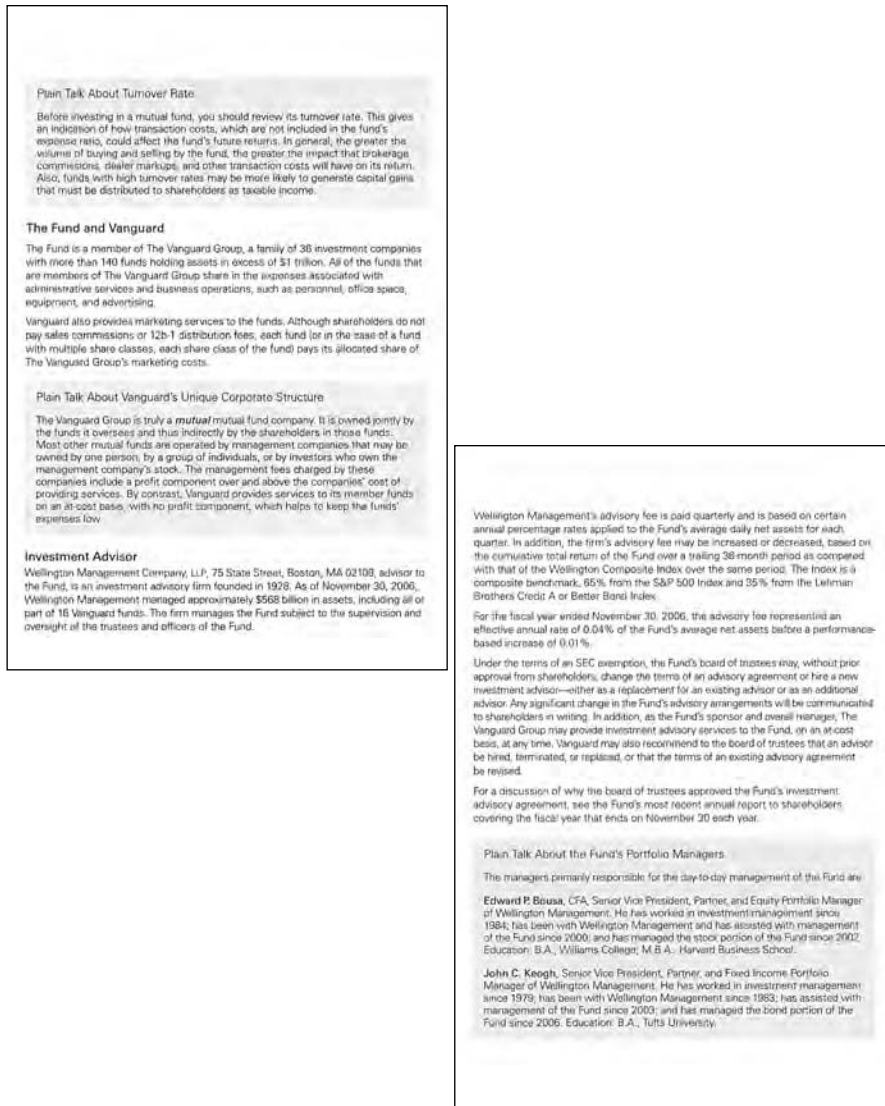 Plain Talk About Turnover Rate
Before investing in a mutual fund, you should review its turnover rate. This gives
an indication of how transaction costs, which are not included in the fund's
expense ratio, could affect the fund's future returns. In general, the greater the
volume of buying and selling by the fund, the greater the impact that brokerage
commissions, dealer markups, and other transaction costs will have on its return.
Also, funds with high turnover rates may be more likely to generate capital gains
that must be distributed to shareholders as taxable income.
The Fund and Vanguard
The Fund is a member of The Vanguard Group, a family of 36 investment companies
with more than 140 funds holding assets in excess of $1 trillion. All of the funds that
are members of The Vanguard Group share in the expenses associated with
administrative services and business operations, such as personnel, office space,
equipment, and advertising.
Vanguard also provides marketing services to the funds. Although shareholders do not
pay sales commissions or 12b-1 distribution fees, each fund (or in the case of a fund
with multiple share classes, each share class of the fund) pays its allocated share of
The Vanguard Group's marketing costs.
Plain Talk About Vanguard's Unique Corporate Structure
The Vanguard Group is truly a mutual mutual fund company. It is owned jointly by
the funds it oversees and thus indirectly by the shareholders in those funds.
Most other mutual funds are operated by management companies that may be
owned by one person, by a group of individuals, or by investors who own the
management company's stock. The management fees charged by these
companies include a profit component over and above the companies' cost of
providing services. By contrast, Vanguard provides services to its member funds
on an at-cost basis, with no profit component, which helps to keep the funds'
expenses low
Investment Advisor
Wellington Management Company, LLP, 75 State Street, Boston, MA 02109, advisor to
the Fund, is an investment advisory firm founded in 1928. As of November 30, 2006,
Wellington Management managed approximately $568 billion in assets, including all or
part of 16 Vanguard funds. The firm manages the Fund subject to the supervision and
oversight of the trustees and officers of the Fund.
Wellington Management's advisory fee is paid quarterly and is based on certain
annual percentage rates applied to the Fund's average daily net assets for each
quarter. In addition, the firm's advisory fee may be increased or decreased, based on
the cumulative total return of the Fund over a trailing 36-month period as compared
with that of the Wellington Composite Index over the same period. The Index is a
composite benchmark, 65% from the S&P 500 Index and 35% from the Lehman
Brothers Credit A or Better Bond Index.
For the fiscal year ended November 30, 2006, the advisory fee represented an
effective annual rate of 0.04% of the Fund's average net assets before a performance-
based increase of 0.01%.
Under the terms of an SEC exemption, the Fund's board of trustees may, without prior
approval from shareholders, change the terms of an advisory agreement or hire a new
investment advisor—either as a replacement for an existing advisor or as an additional
advisor. Any significant change in the Fund's advisory arrangements will be communicated
to shareholders in writing. In addition, as the Fund's sponsor and overall manager, The
Vanguard Group may provide investment advisory services to the Fund, on an at-cost
basis, at any time. Vanguard may also recommend to the board of trustees that an advisor
be hired, terminated, or replaced, or that the terms of an existing advisory agreement
be revised.
For a discussion of why the board of trustees approved the Fund's investment
advisory agreement, see the Fund's most recent annual report to shareholders
covering the fiscal year that ends on November 30 each year.
Plain Talk About the Fund's Portfolio Managers
The managers primarily responsible for the day-to-day management of the Fund are
Edward P. Bousa, CFA, Senior Vice President, Partner, and Equity Portfolio Manager
of Wellington Management. He has worked in investment management since
1984; has been with Wellington Management and has assisted with management
of the Fund since 2000; and has managed the stock portion of the Fund since 2002.
Education: B.A., Williams College; M.B.A. Harvard Business School.
John C. Keogh, Senior Vice President, Partner, and Fixed Income Portfolio
Manager of Wellington Management. He has worked in investment management
since 1979; has been with Wellington Management since 1983; has assisted with
management of the Fund since 2003; and has managed the bond portion of the
Fund since 2006. Education: B.A., Tufts University.